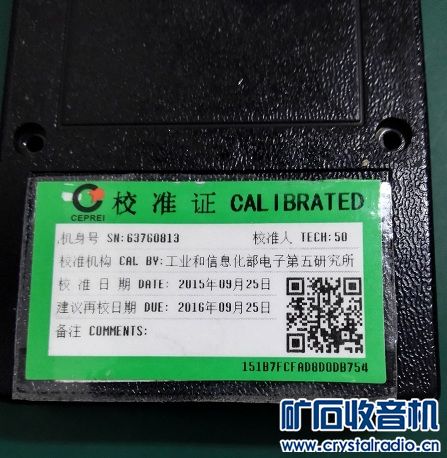 CEPREI
校准证 CALIBRATED
机身号 SN:63760813 校准人 TECH:50
校准机构 CAL BY:工业和信息化部电子第五研究所
校准日期 DATE: 2015年09月25日
建议再校日期 DUE: 2016年09月25日
备注 COMMENTS:
151B7FCFAD8D0DB754
矿石收音机
www.crystalradio.cn